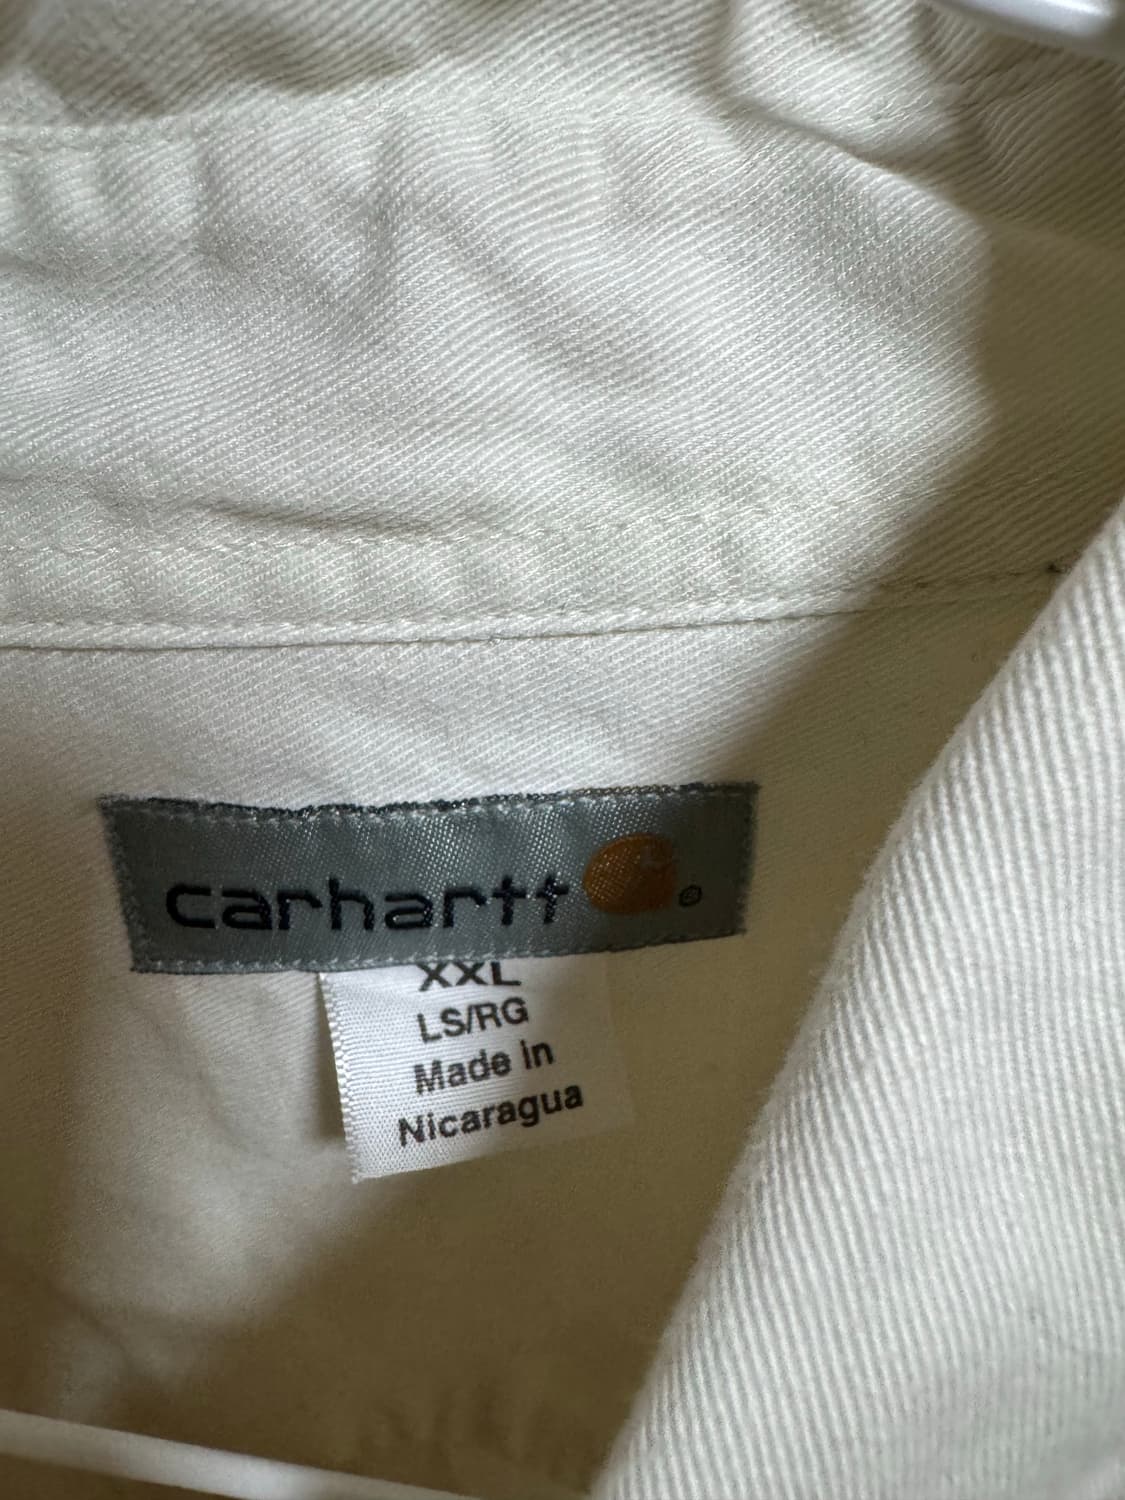 carhartt ®
XXL
LS/RG
Made in
Nicaragua